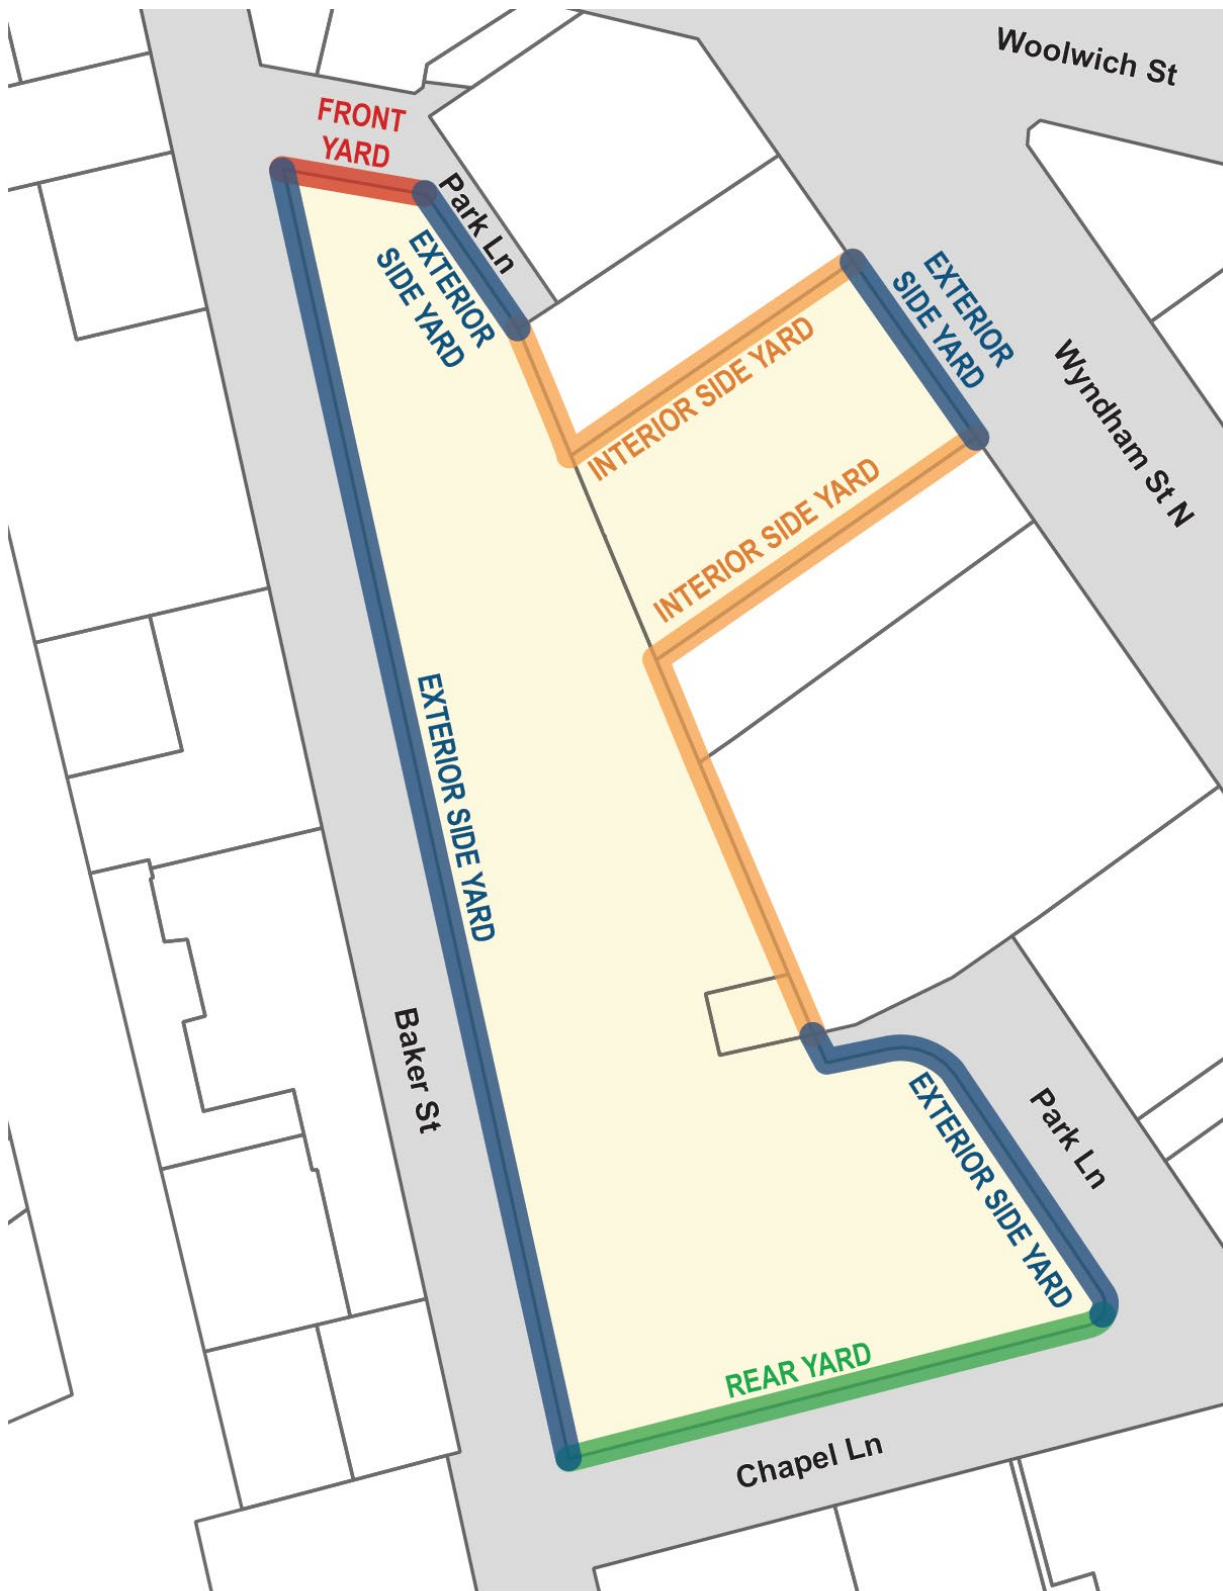 Woolwich St
FRONT
YARD
Park Ln
EXTERIOR
SIDE YARD
EXTERIOR
SIDE YARD
INTERIOR SIDE YARD
Wyndham St N
INTERIOR SIDE YARD
EXTERIOR SIDE YARD
Baker St
EXTERIOR SIDE YARD
Park Ln
REAR YARD
Chapel Ln